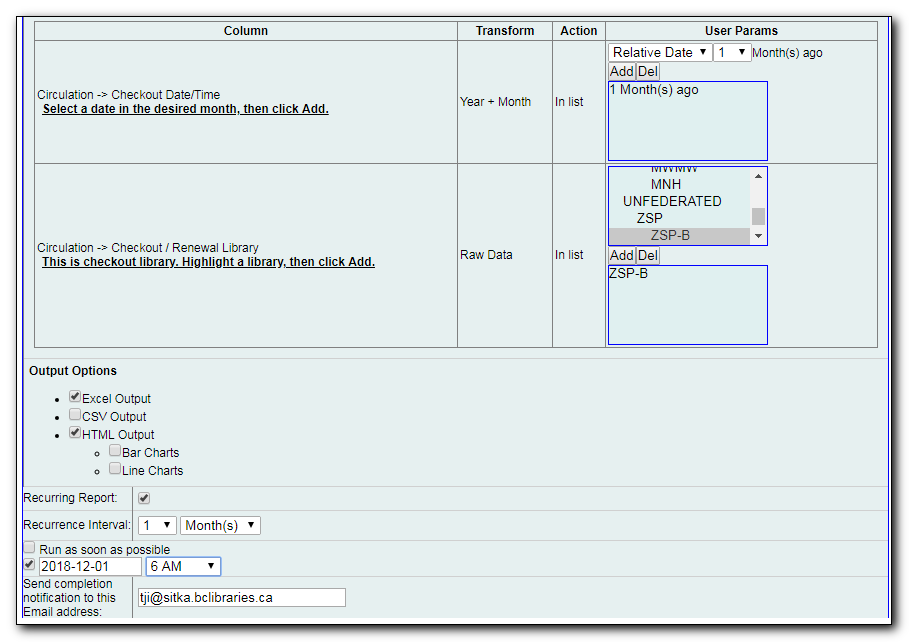 Column Transform Action User Params
Relative Date 1 Month(s) ago
Add Del
Circulation -> Checkout Date/Time
Select a date in the desired month, then click Add.
Year + Month
In list
1 Month(s) ago
MWMW
MNH
UNFEDERATED
ZSP
ZSP-B
Circulation -> Checkout / Renewal Library
This is checkout library. Highlight a library, then click Add.
Raw Data
In list
Add Del
ZSP-B
Output Options
Excel Output
CSV Output
HTML Output
Bar Charts
Line Charts
Recurring Report:
Recurrence Interval: 1 Month(s)
Run as soon as possible
2018-12-01 6 AM
Send completion
notification to this
Email address:
tji@sitka.bclibraries.ca